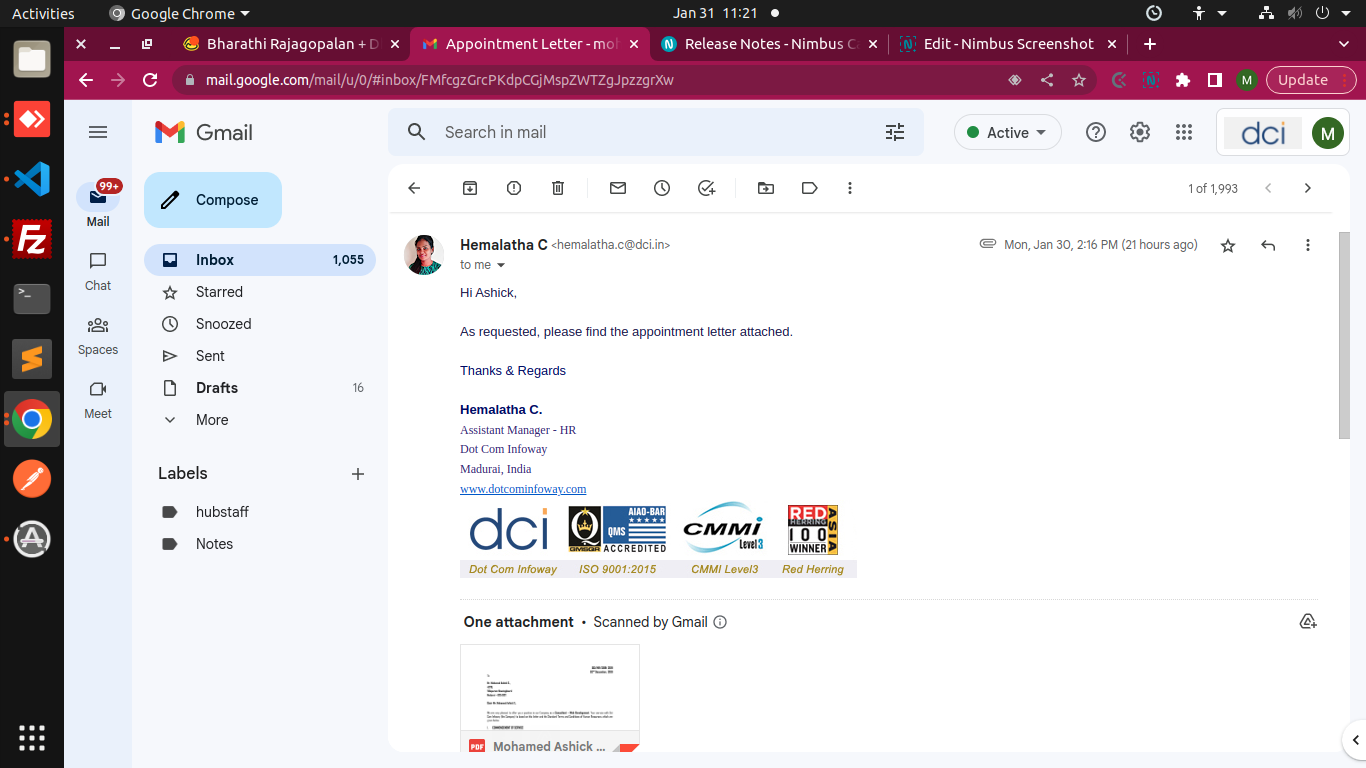 Activities
Google Chrome
Jan 31 11:21
Bharathi Rajagopalan + D
Appointment Letter - moh
Release Notes - Nimbus Ca
Edit - Nimbus Screenshot
mail.google.com/mail/u/0/#inbox/FMfcgzGrcPKdpCGjMspZWTZgJpzzgrXw
M
Update
Gmail
Search in mail
Active
dci
M
99+
Mail
Chat
Spaces
Meet
Compose
Inbox 1,055
Starred
Snoozed
Sent
Drafts 16
More
Labels
hubstaff
Notes
1 of 1,993
Hemalatha C <hemalatha.c@dci.in>
Mon, Jan 30, 2:16 PM (21 hours ago)
to me
Hi Ashick,
As requested, please find the appointment letter attached.
Thanks & Regards
Hemalatha C.
Assistant Manager - HR
Dot Com Infoway
Madurai, India
www.dotcominfoway.com
dci
Q
GMSQR
AIAO-BAR
QMS
ACCREDITED
CMMi
Level 3
RED
HERRING
100
WINNER
ASIA
Dot Com Infoway ISO 9001:2015 CMMI Level3 Red Herring
One attachment • Scanned by Gmail
PDF Mohamed Ashick ...